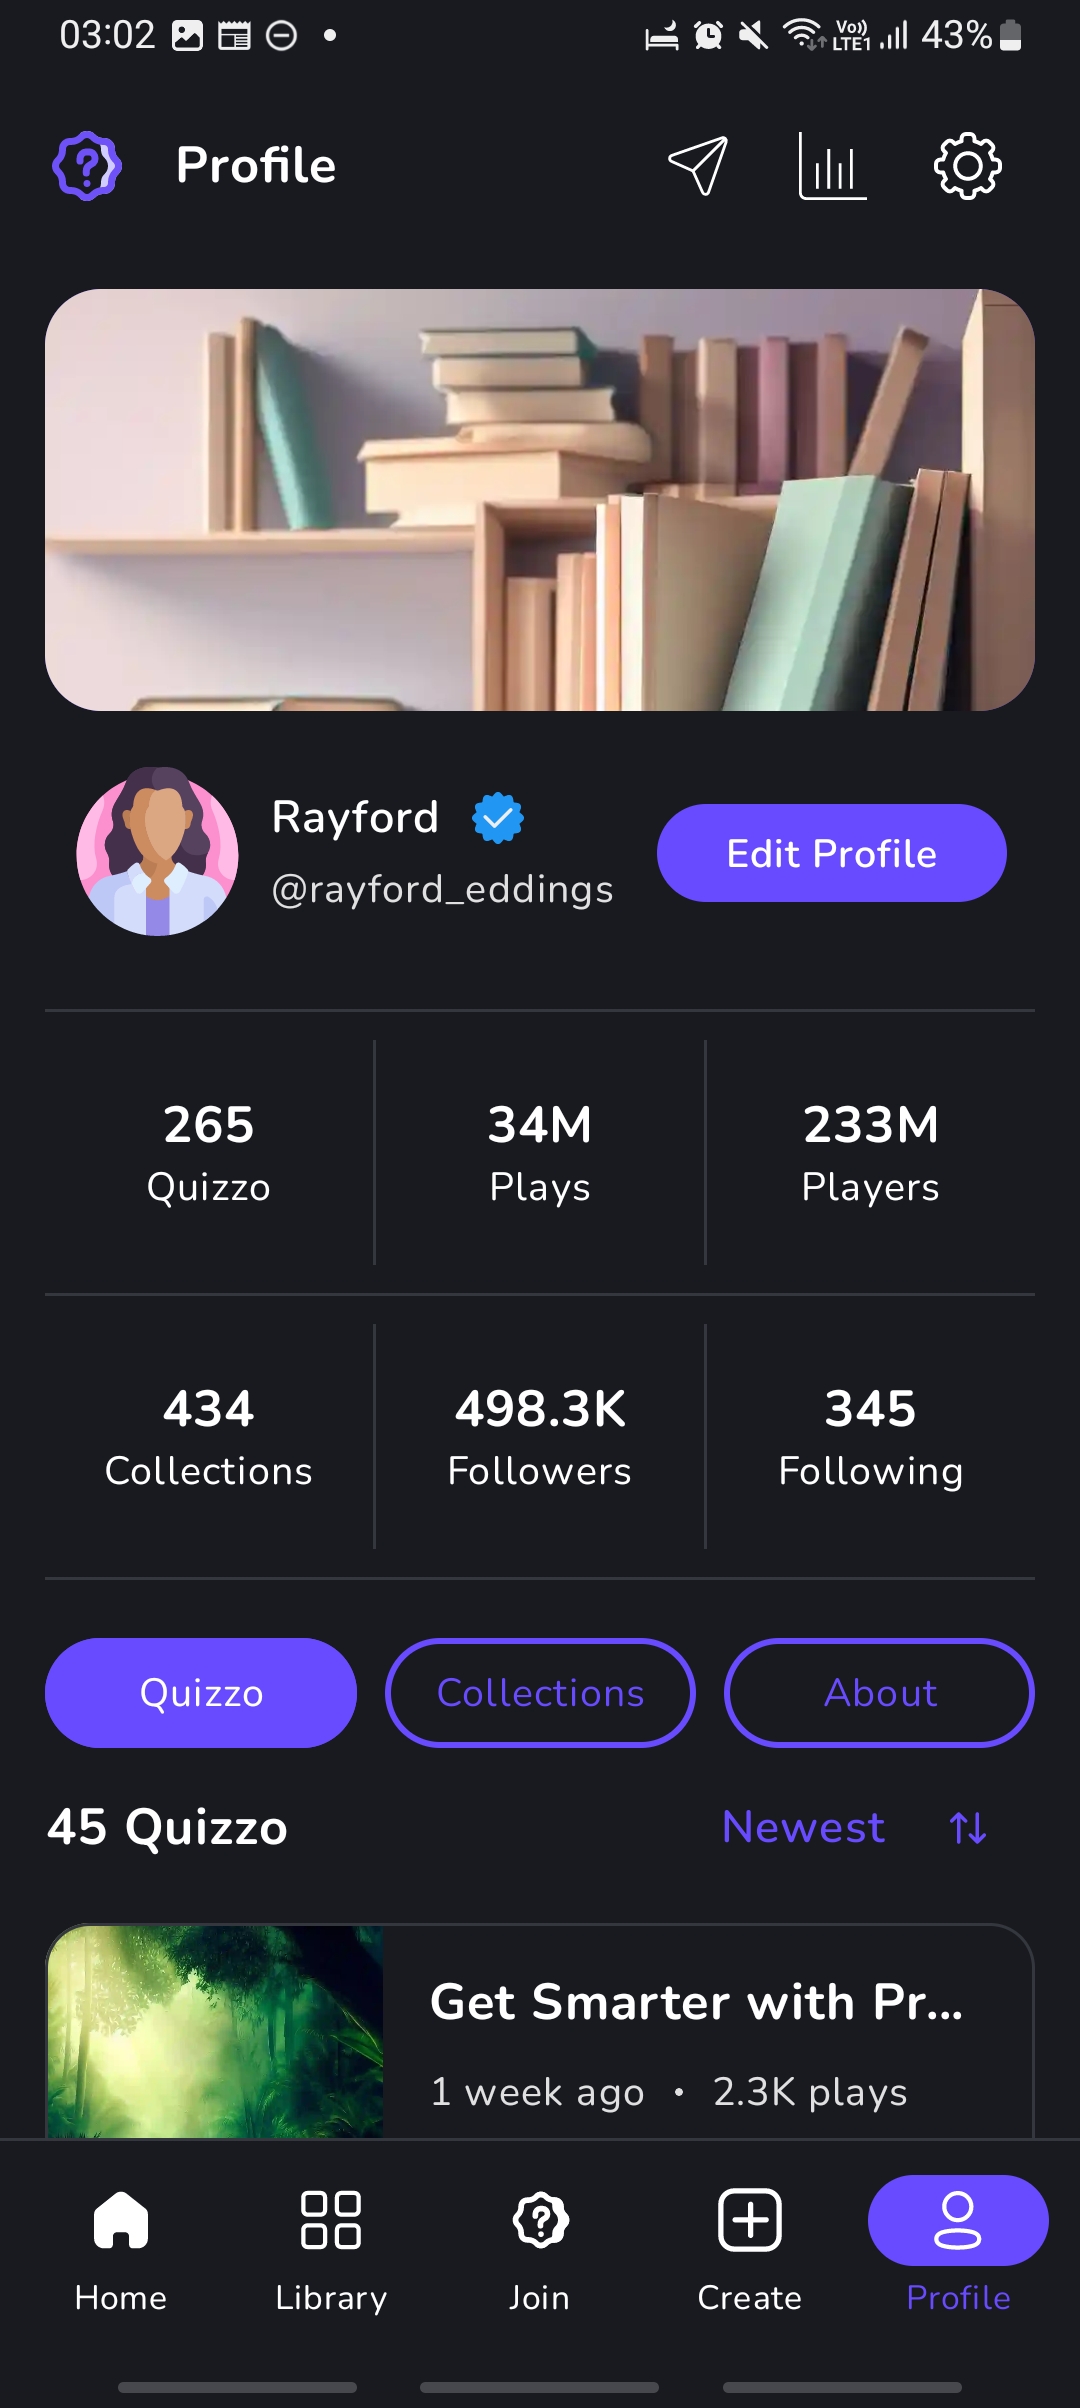 03:02
Vo)) LTE1 43%
Profile
Rayford
@rayford_eddings
Edit Profile
265 34M 233M
Quizzo Plays Players
434 498.3K 345
Collections Followers Following
Quizzo Collections About
45 Quizzo Newest
Get Smarter with Pr...
1 week ago • 2.3K plays
Home Library Join Create Profile